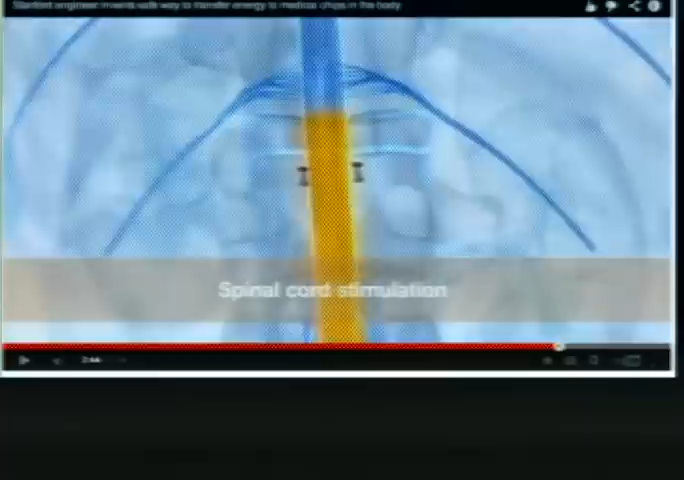 Stanford engineer invents safe way to transfer energy to medical chips in the body
Spinal cord stimulation